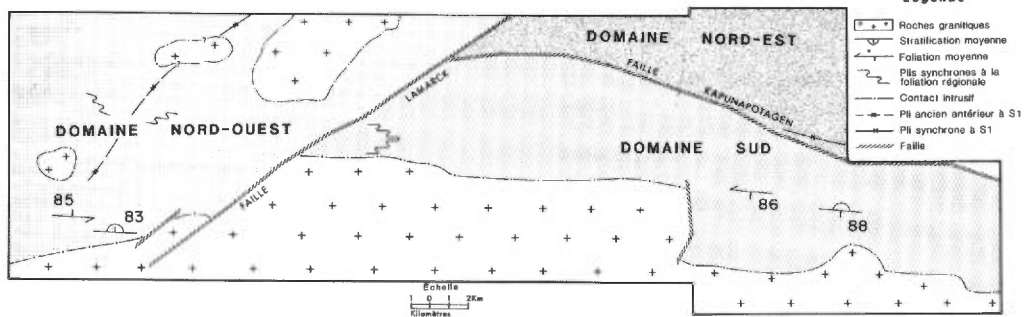 Légende
Roches granitiques
Stratification moyenne
Foliation moyenne
Plis synchrones à la
foliation régionale
Contact intrusif
Pli ancien antérieur à S1
Pli synchrone à S1
Faille
DOMAINE NORD-EST
FAILLE
KAPUNAPOTAGEN
LAMARCK
FAILLE
DOMAINE NORD-OUEST
DOMAINE SUD
85
83
86
88
Echelle
1 0 1 2Km
Kilomètres